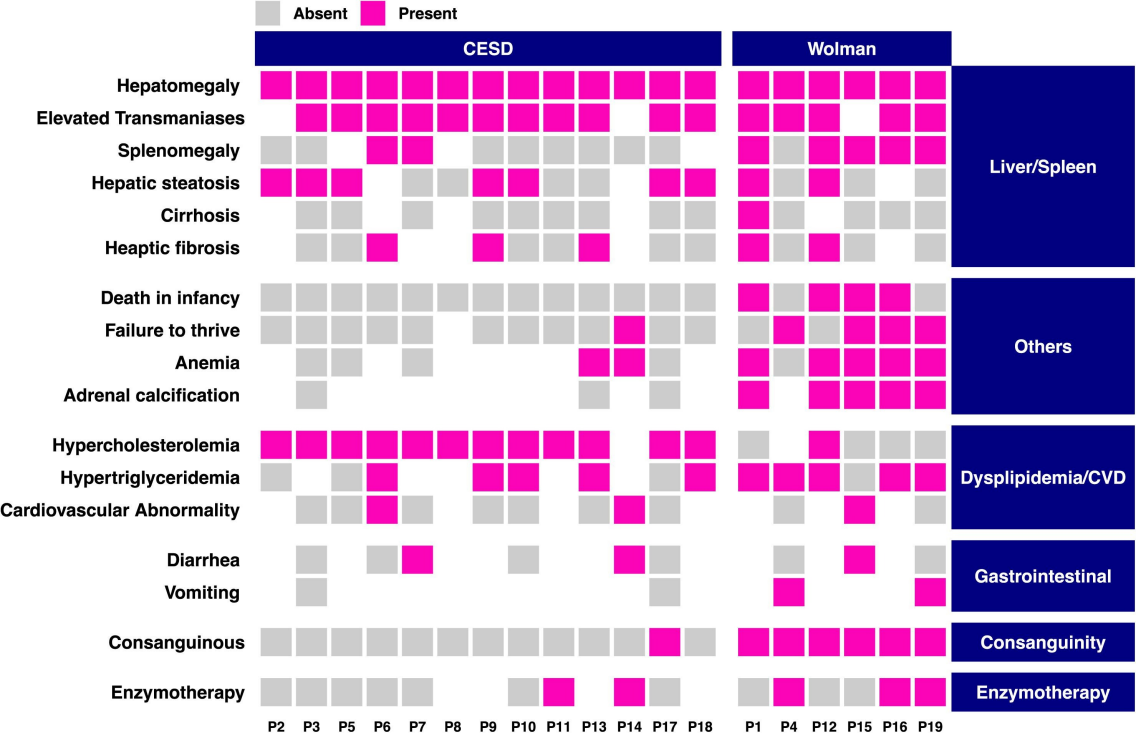 Absent Present
CESD Wolman
Hepatomegaly
Elevated Transmaniases
Splenomegaly
Liver/Spleen
Hepatic steatosis
Cirrhosis
Heaptic fibrosis
Death in infancy
Failure to thrive
Others
Anemia
Adrenal calcification
Hypercholesterolemia
Hypertriglyceridemia Dysplipidemia/CVD
Cardiovascular Abnormality
Diarrhea
Gastrointestinal
Vomiting
Consanguinous Consanguinity
Enzymotherapy Enzymotherapy
P2 P3 P5 P6 P7 P8 P9 P10 P11 P13 P14 P17 P18 P1 P4 P12 P15 P16 P19